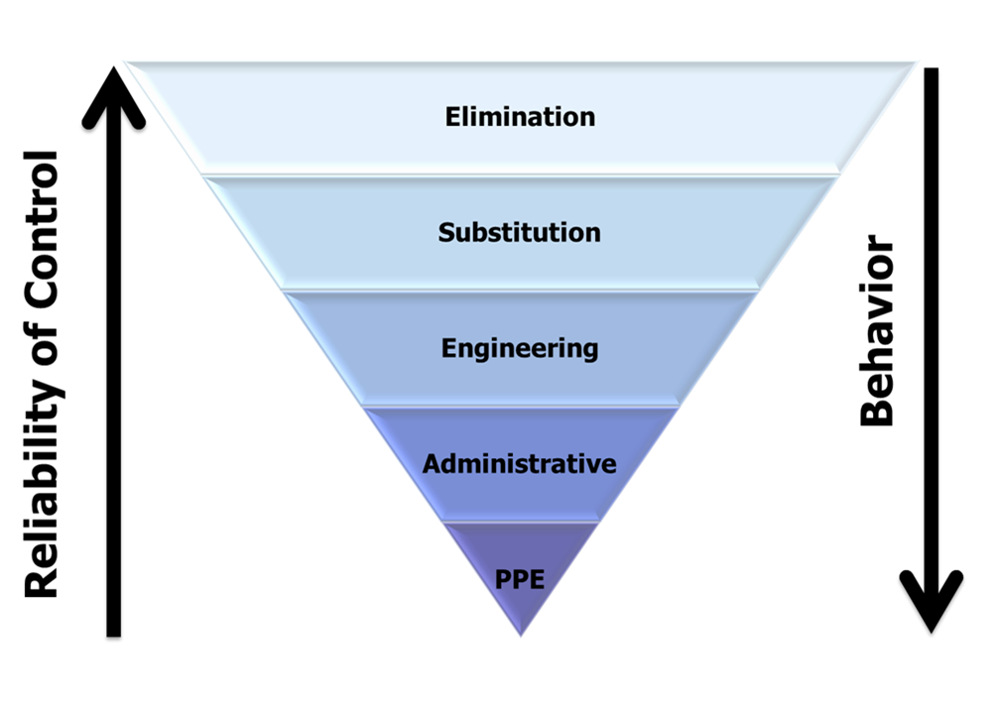 Reliability of Control
Elimination
Substitution
Engineering
Administrative
PPE
Behavior